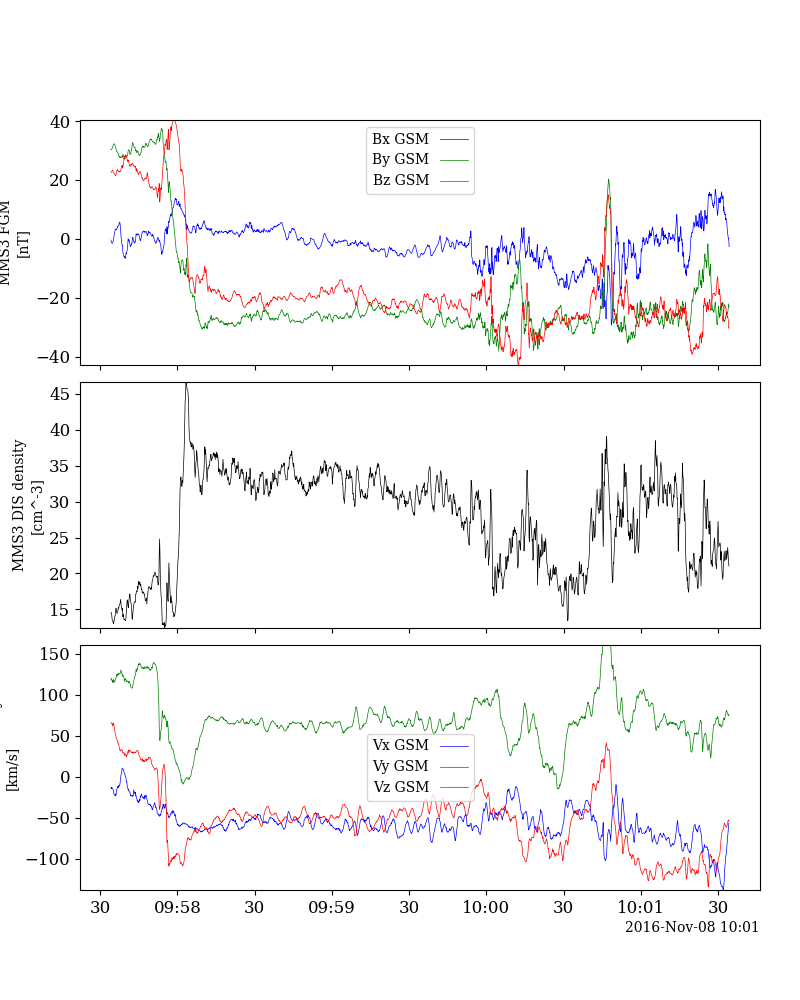 40
20
0
−20
−40
MMS3 FGM
[nT]
Bx GSM
By GSM
Bz GSM
45
40
35
30
25
20
15
MMS3 DIS density
[cm^-3]
150
100
50
0
−50
−100
[km/s]
Vx GSM
Vy GSM
Vz GSM
30 09:58 30 09:59 30 10:00 30 10:01 30
2016-Nov-08 10:01